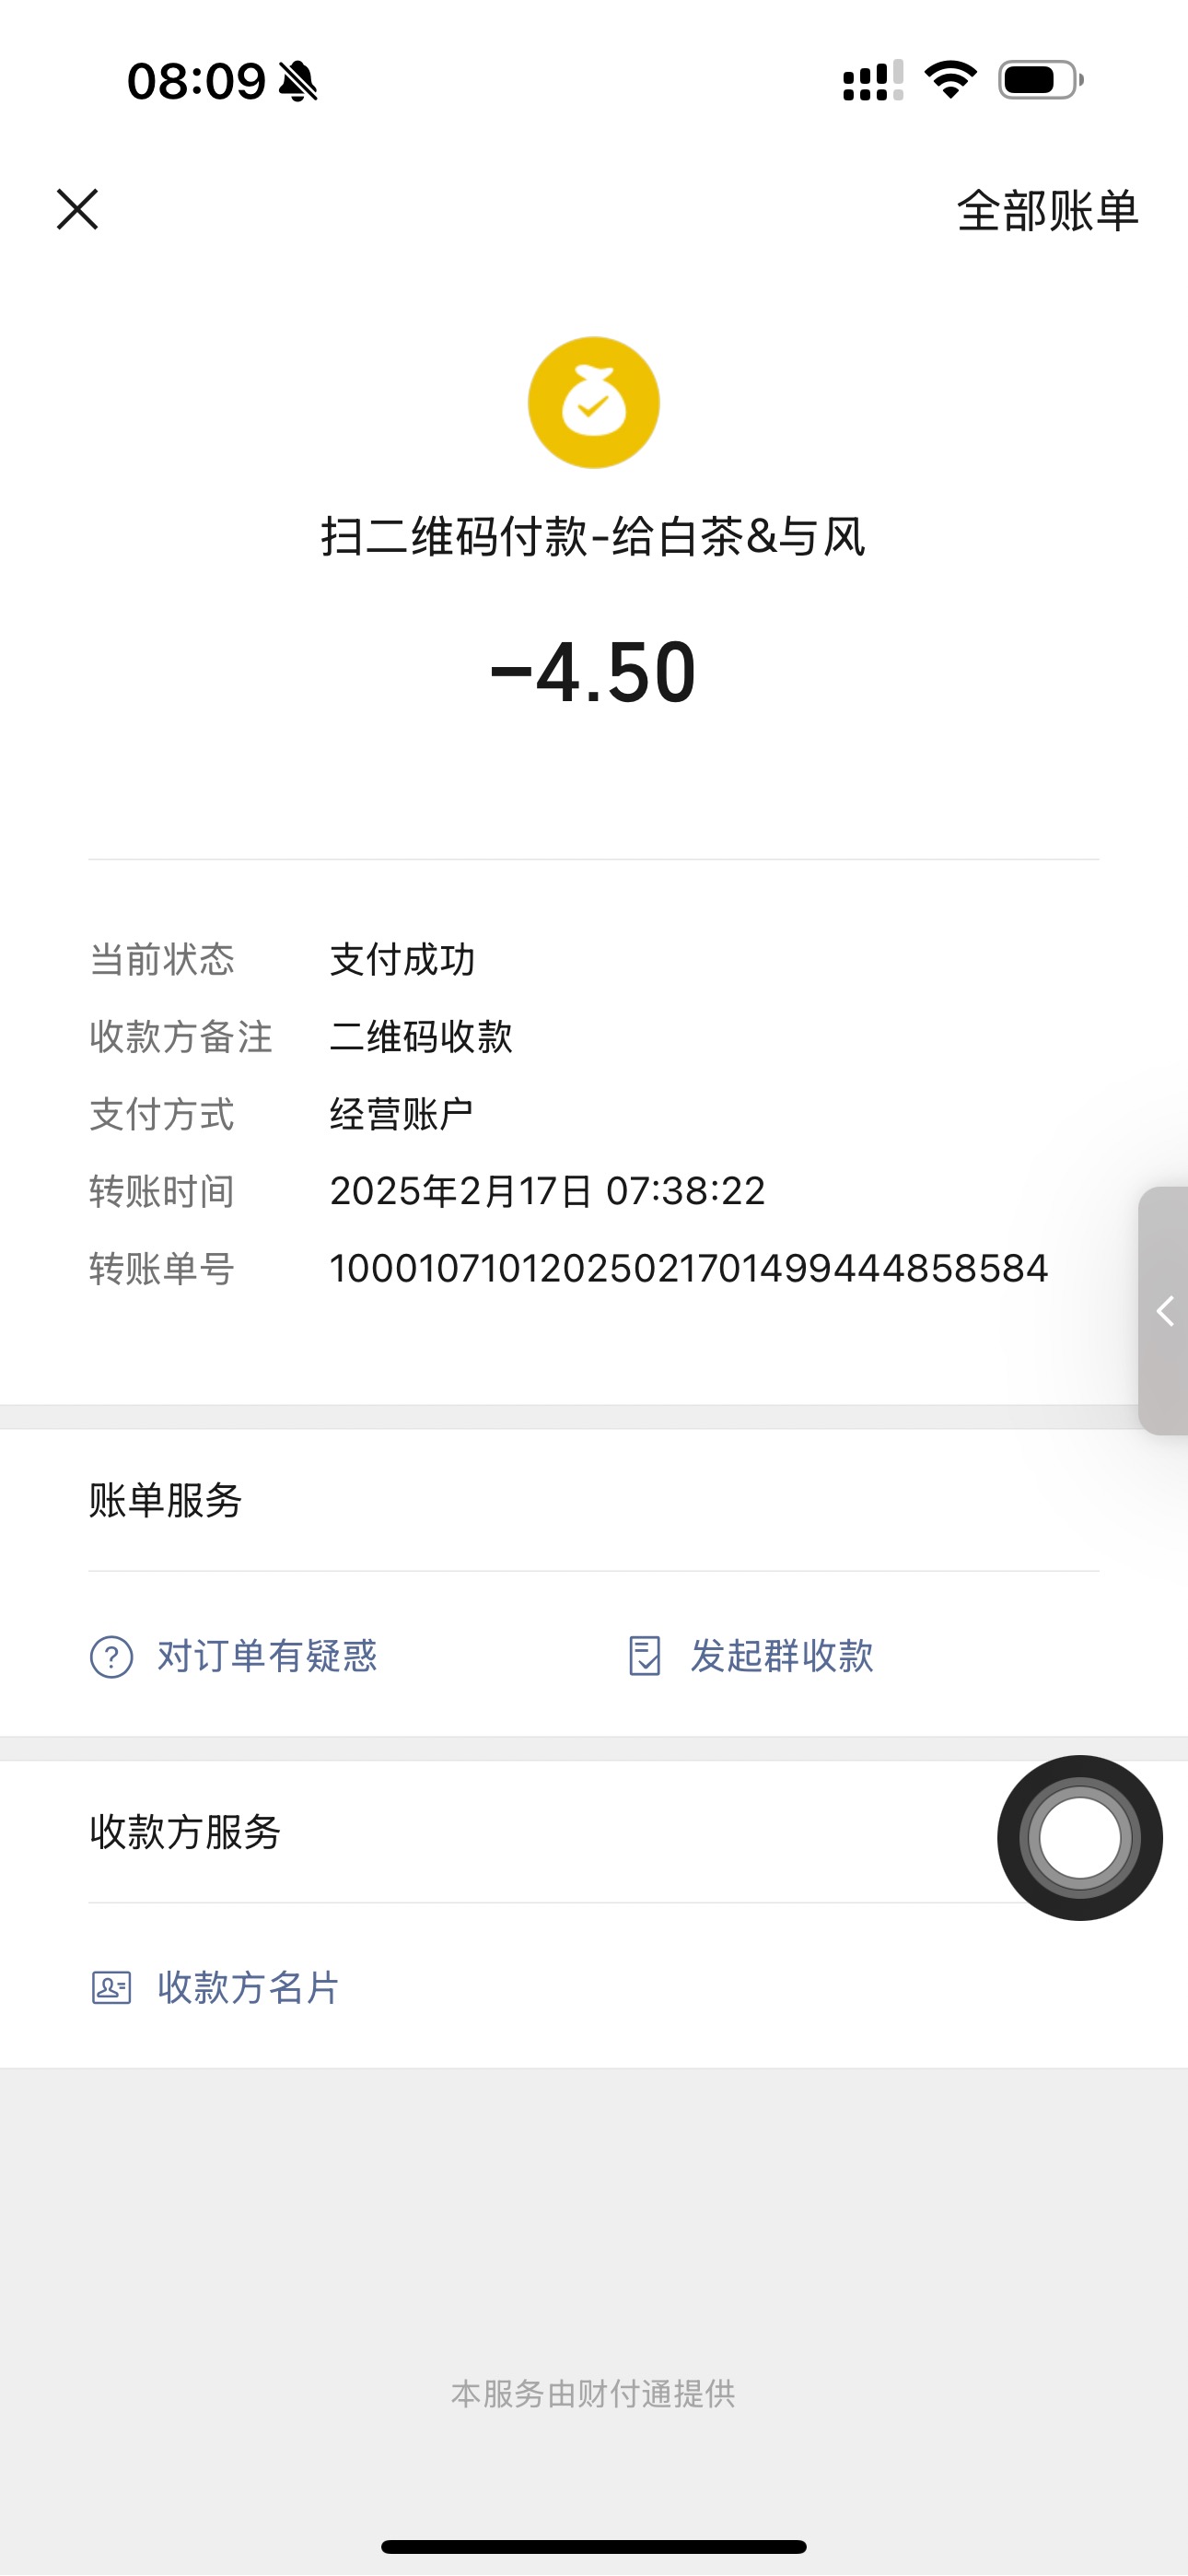 08:09
全部账单
扫二维码付款-给白茶&与风
-4.50
当前状态 支付成功
收款方备注 二维码收款
支付方式 经营账户
转账时间 2025年2月17日 07:38:22
转账单号 1000107101202502170149944485​8584
账单服务
对订单有疑惑 发起群收款
收款方服务
收款方名片
本服务由财付通提供